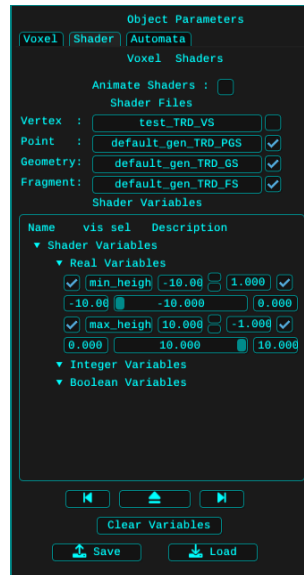 Object Parameters
Voxel Shader Automata
Voxel Shaders
Animate Shaders :
Shader Files
Vertex : test_TRD_VS
Point : default_gen_TRD_PGS
Geometry: default_gen_TRD_GS
Fragment: default_gen_TRD_FS
Shader Variables
Name vis sel Description
▼ Shader Variables
▼ Real Variables
min_heigh -10.00 1.000
-10.00 -10.000 0.000
max_heigh 10.000 -1.000
0.000 10.000 10.000
▼ Integer Variables
▼ Boolean Variables
Clear Variables
Save Load